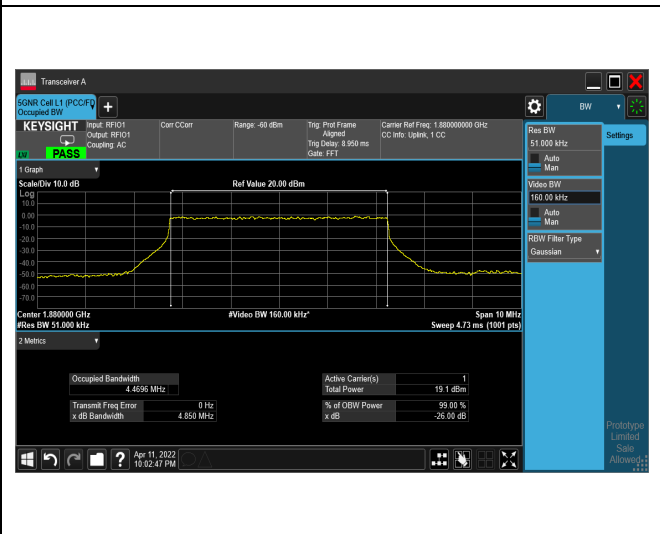 Transceiver A
5GNR Cell L1 (PCC/FD
Occupied BW
BW
KEYSIGHT
Input: RFIO1
Output: RFIO1
Coupling: AC
Corr CCorr
Range: -60 dBm
Trig: Prot Frame
Aligned
Trig Delay: 8.950 ms
Gate: FFT
Carrier Ref Freq: 1.880000000 GHz
CC Info: Uplink, 1 CC
LXI
PASS
1 Graph
Scale/Div 10.0 dB
Ref Value 20.00 dBm
Log
10.0
0.00
-10.0
-20.0
-30.0
-40.0
-50.0
-60.0
-70.0
Center 1.880000 GHz
#Video BW 160.00 kHz*
Span 10 MHz
#Res BW 51.000 kHz
Sweep 4.73 ms (1001 pts)
2 Metrics
Occupied Bandwidth
4.4696 MHz
Active Carrier(s) 1
Total Power 19.1 dBm
Transmit Freq Error 0 Hz
x dB Bandwidth 4.850 MHz
% of OBW Power 99.00 %
x dB -26.00 dB
Res BW
51.000 kHz
Auto
Man
Video BW
160.00 kHz
Auto
Man
RBW Filter Type
Gaussian
Settings
Prototype
Limited
Sale
Allowed
Apr 11, 2022
10:02:47 PM